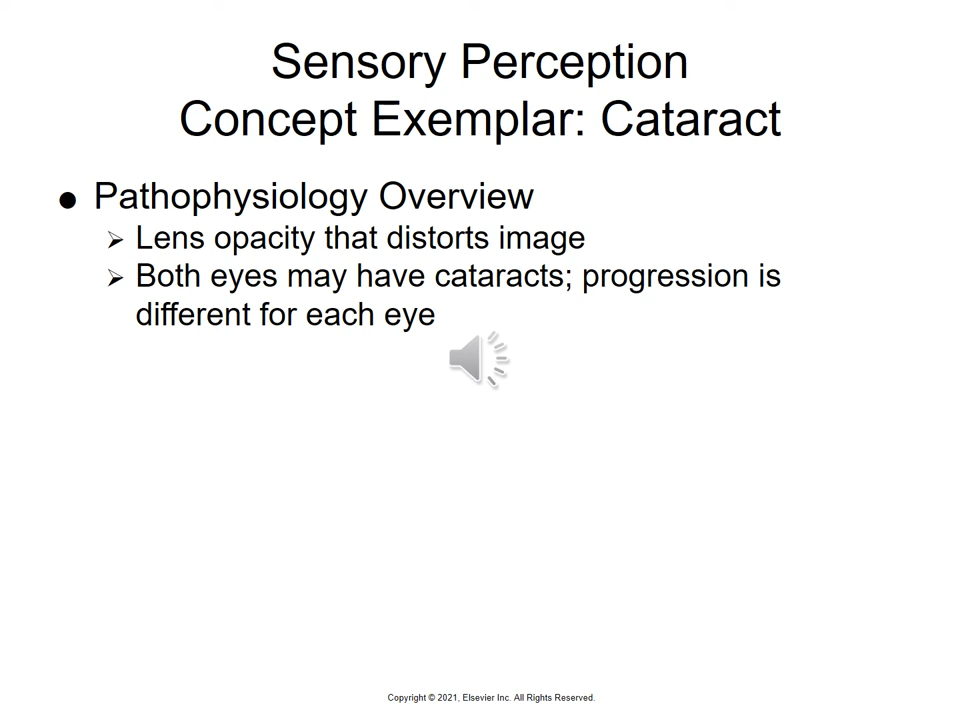 Sensory Perception
Concept Exemplar: Cataract
● Pathophysiology Overview
➢ Lens opacity that distorts image
➢ Both eyes may have cataracts; progression is
different for each eye
Copyright © 2021, Elsevier Inc. All Rights Reserved.